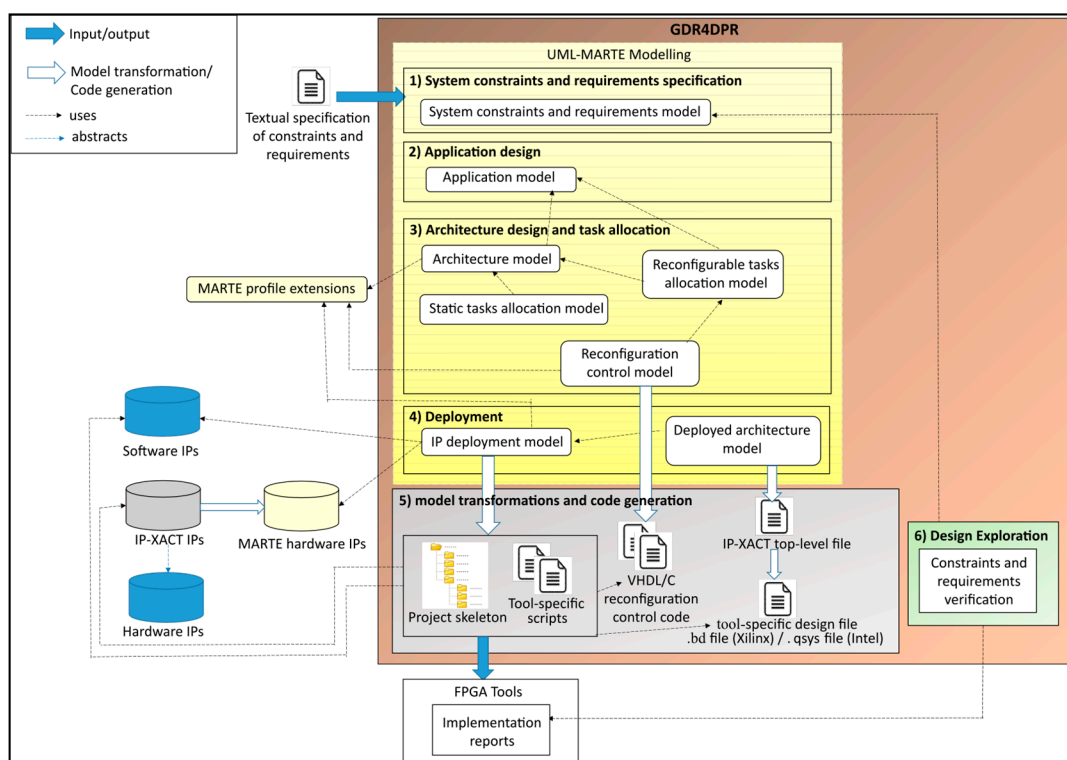 Input/output
Model transformation/
Code generation
uses
abstracts
Textual specification
of constraints and
requirements
GDR4DPR
UML-MARTE Modelling
1) System constraints and requirements specification
System constraints and requirements model
2) Application design
Application model
3) Architecture design and task allocation
Architecture model
Reconfigurable tasks
allocation model
Static tasks allocation model
Reconfiguration
control model
MARTE profile extensions
4) Deployment
IP deployment model
Deployed architecture
model
Software IPs
IP-XACT IPs
MARTE hardware IPs
Hardware IPs
5) model transformations and code generation
Project skeleton
Tool-specific
scripts
VHDL/C
reconfiguration
control code
IP-XACT top-level file
tool-specific design file
.bd file (Xilinx) / . qsys file (Intel)
6) Design Exploration
Constraints and
requirements
verification
FPGA Tools
Implementation
reports